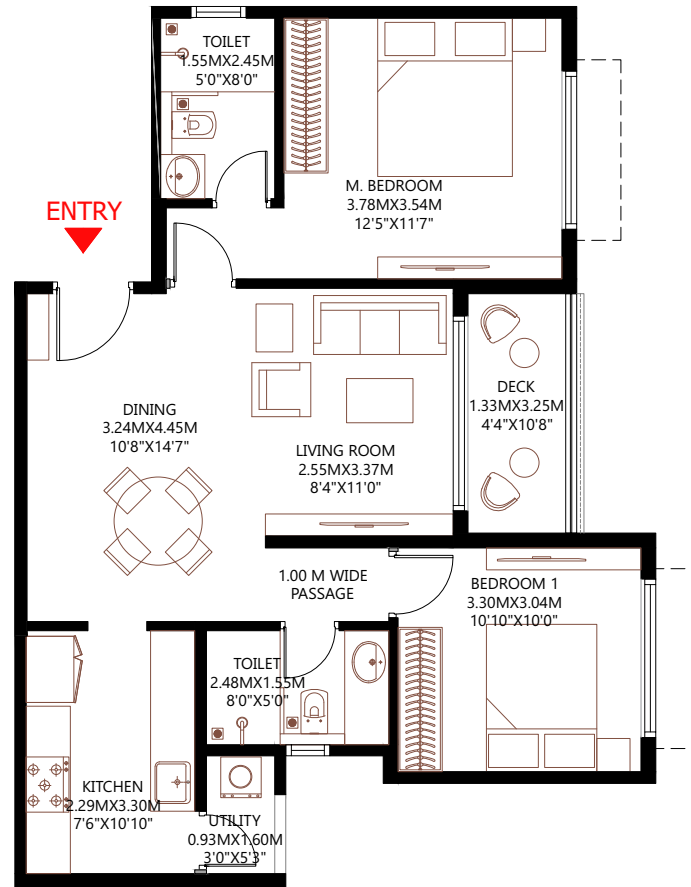 TOILET
1.55MX2.45M
5'0"X8'0"
M. BEDROOM
3.78MX3.54M
12'5"X11'7"
ENTRY
DECK
1.33MX3.25M
4'4"X10'8"
DINING
3.24MX4.45M
10'8"X14'7"
LIVING ROOM
2.55MX3.37M
8'4"X11'0"
1.00 M WIDE
PASSAGE
BEDROOM 1
3.30MX3.04M
10'10"X10'0"
TOILET
2.48MX1.55M
8'0"X5'0"
KITCHEN
2.29MX3.30M
7'6"X10'10"
UTILITY
0.93MX1.60M
3'0"X5'3"